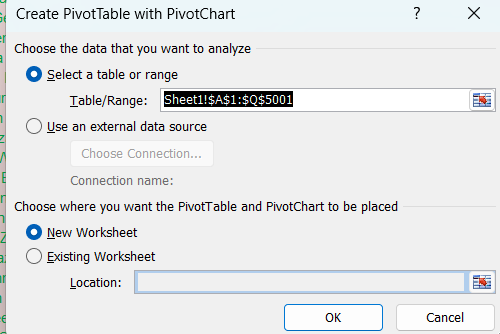 Create PivotTable with PivotChart ? ×
Choose the data that you want to analyze
Select a table or range
Table/Range: Sheet1!$A$1:$Q$5001
Use an external data source
Choose Connection...
Connection name:
Choose where you want the PivotTable and PivotChart to be placed
New Worksheet
Existing Worksheet
Location:
OK Cancel